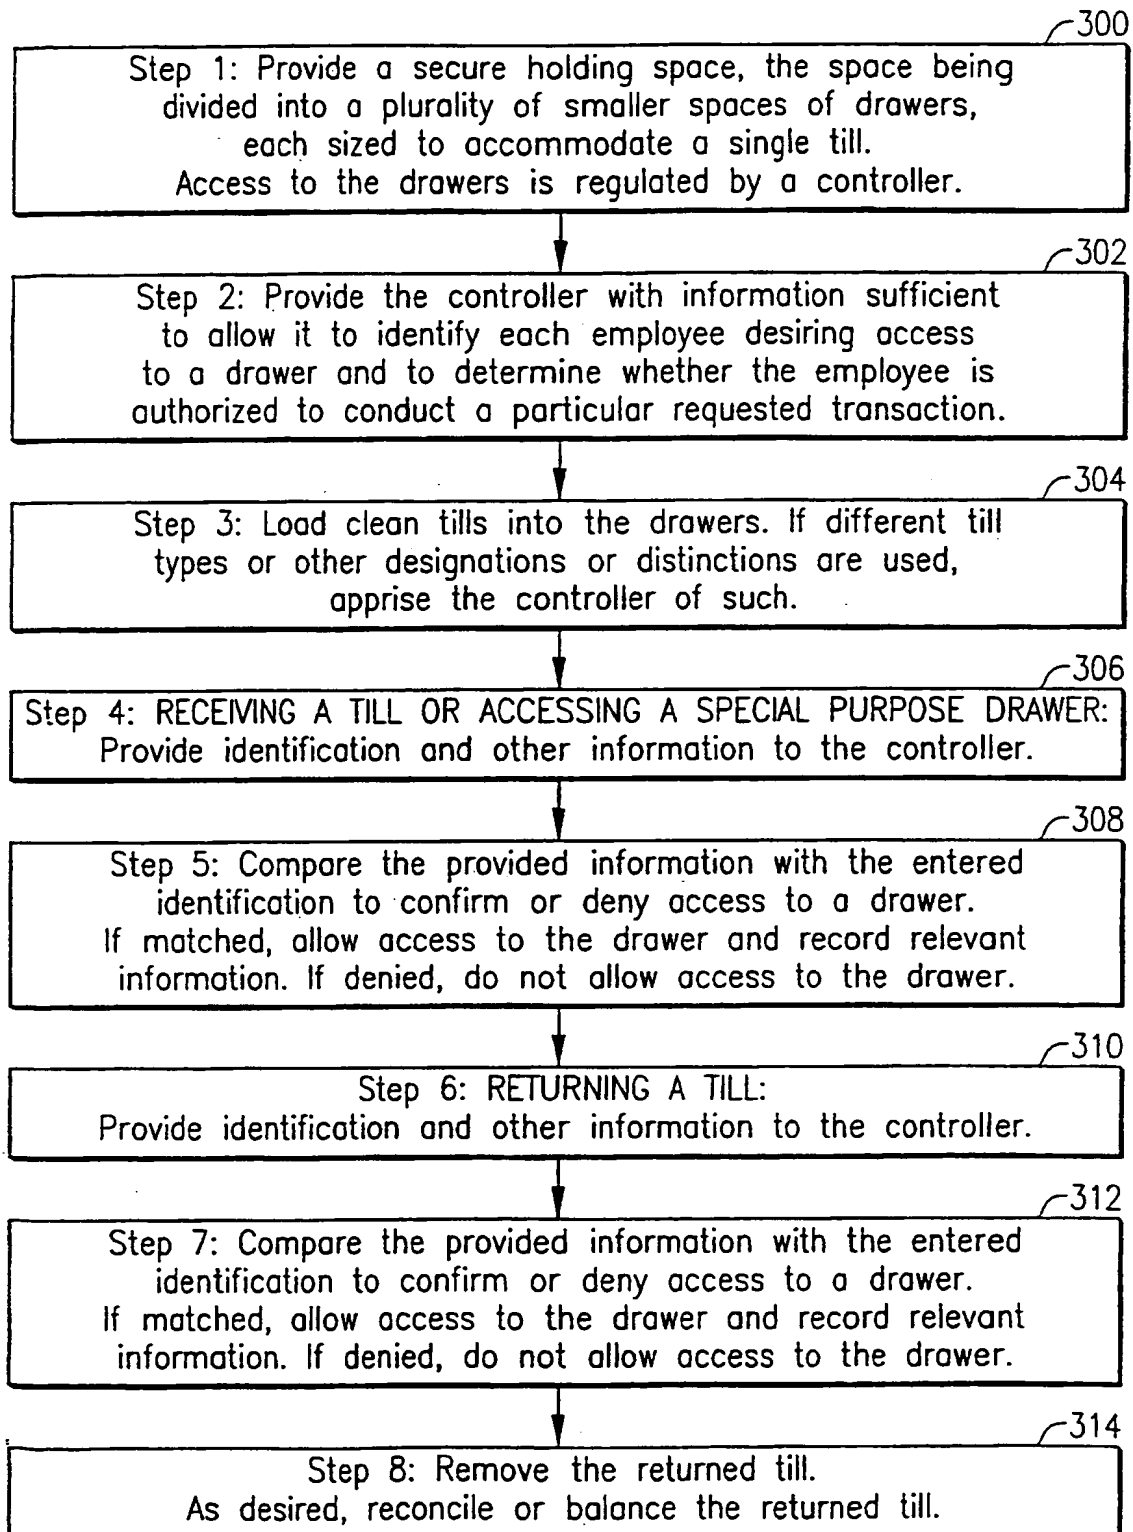 300
Step 1: Provide a secure holding space, the space being
divided into a plurality of smaller spaces of drawers,
each sized to accommodate a single till.
Access to the drawers is regulated by a controller.
302
Step 2: Provide the controller with information sufficient
to allow it to identify each employee desiring access
to a drawer and to determine whether the employee is
authorized to conduct a particular requested transaction.
304
Step 3: Load clean tills into the drawers. If different till
types or other designations or distinctions are used,
apprise the controller of such.
306
Step 4: RECEIVING A TILL OR ACCESSING A SPECIAL PURPOSE DRAWER:
Provide identification and other information to the controller.
308
Step 5: Compare the provided information with the entered
identification to confirm or deny access to a drawer.
If matched, allow access to the drawer and record relevant
information. If denied, do not allow access to the drawer.
310
Step 6: RETURNING A TILL:
Provide identification and other information to the controller.
312
Step 7: Compare the provided information with the entered
identification to confirm or deny access to a drawer.
If matched, allow access to the drawer and record relevant
information. If denied, do not allow access to the drawer.
314
Step 8: Remove the returned till.
As desired, reconcile or balance the returned till.